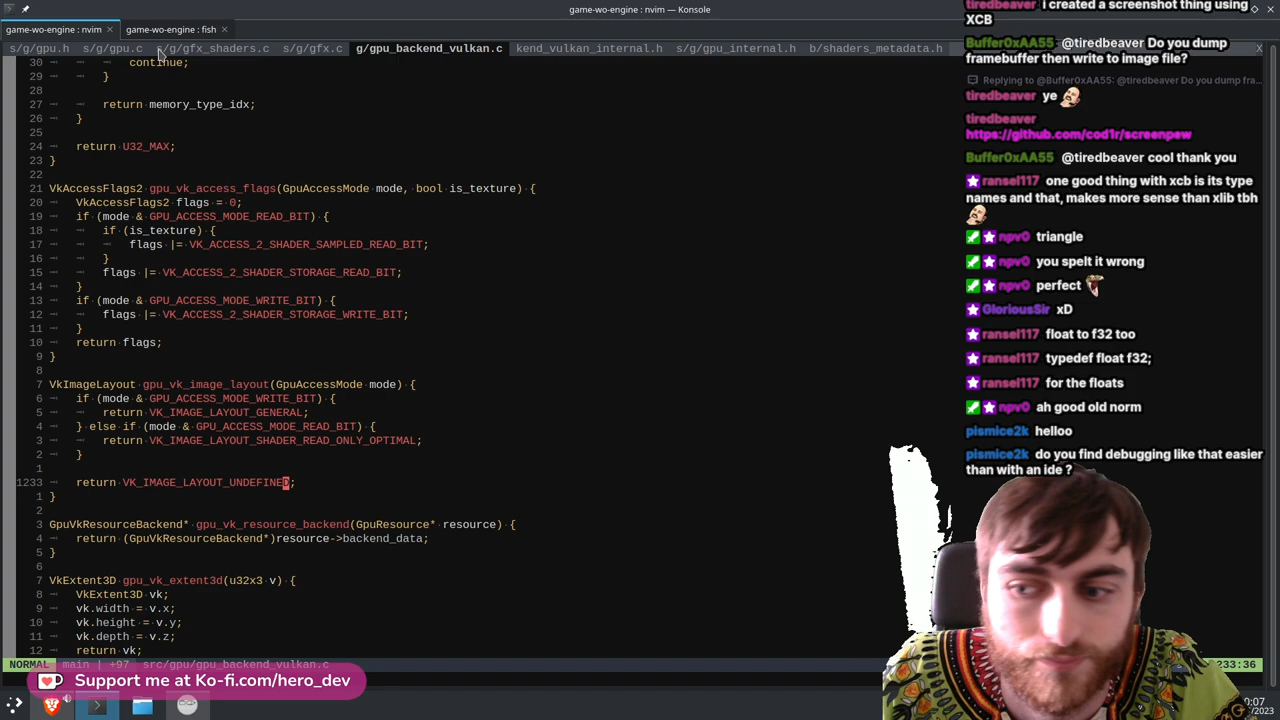 game-wo-engine : nvim — Konsole
game-wo-engine : nvim
game-wo-engine : fish
s/g/gpu.h s/g/gpu.c gfx_shaders.c g/gpu_backend_vulkan.c kend_vulkan_internal.h s/g/gpu_internal.h b/shaders_metadata.h X
30 continue;
29 }
28
27 return memory_type_idx;
26 }
25
24 return U32_MAX;
23 }
22
21 VkAccessFlags2 gpu_vk_access_flags(GpuAccessMode mode, bool is_texture) {
20 VkAccessFlags2 flags = 0;
19 if (mode & GPU_ACCESS_MODE_READ_BIT) {
18 if (is_texture) {
17 flags |= VK_ACCESS_2_SHADER_SAMPLED_READ_BIT;
16 }
15 flags |= VK_ACCESS_2_SHADER_STORAGE_READ_BIT;
14 }
13 if (mode & GPU_ACCESS_MODE_WRITE_BIT) {
12 flags |= VK_ACCESS_2_SHADER_STORAGE_WRITE_BIT;
11 }
10 return flags;
9 }
8
7 VkImageLayout gpu_vk_image_layout(GpuAccessMode mode) {
6 if (mode & GPU_ACCESS_MODE_WRITE_BIT) {
5 return VK_IMAGE_LAYOUT_GENERAL;
4 } else if (mode & GPU_ACCESS_MODE_READ_BIT) {
3 return VK_IMAGE_LAYOUT_SHADER_READ_ONLY_OPTIMAL;
2 }
1
1233 return VK_IMAGE_LAYOUT_UNDEFINED;
1 }
2
3 GpuVkResourceBackend* gpu_vk_resource_backend(GpuResource* resource) {
4 return (GpuVkResourceBackend*)resource->backend_data;
5 }
6
7 VkExtent3D gpu_vk_extent3d(u32x3 v) {
8 VkExtent3D vk;
9 vk.width = v.x;
10 vk.height = v.y;
11 vk.depth = v.z;
12 return vk;
NORMAL main | +97 src/gpu/gpu_backend_vulkan.c
233:36
Support me at Ko-fi.com/hero_dev
tiredbeaver i created a screenshot thing using
XCB
Buffer0xAA55 @tiredbeaver Do you dump
framebuffer then write to image file?
Replying to @Buffer0xAA55: @tiredbeaver Do you dump fra...
tiredbeaver ye
tiredbeaver
https://github.com/cod1r/screenpew
Buffer0xAA55 @tiredbeaver cool thank you
ransel117 one good thing with xcb is its type
names and that, makes more sense than xlib tbh
npv0 triangle
npv0 you spelt it wrong
npv0 perfect
GloriousSir xD
ransel117 float to f32 too
ransel117 typedef float f32;
ransel117 for the floats
npv0 ah good old norm
pismice2k helloo
pismice2k do you find debugging like that easier
than with an ide ?